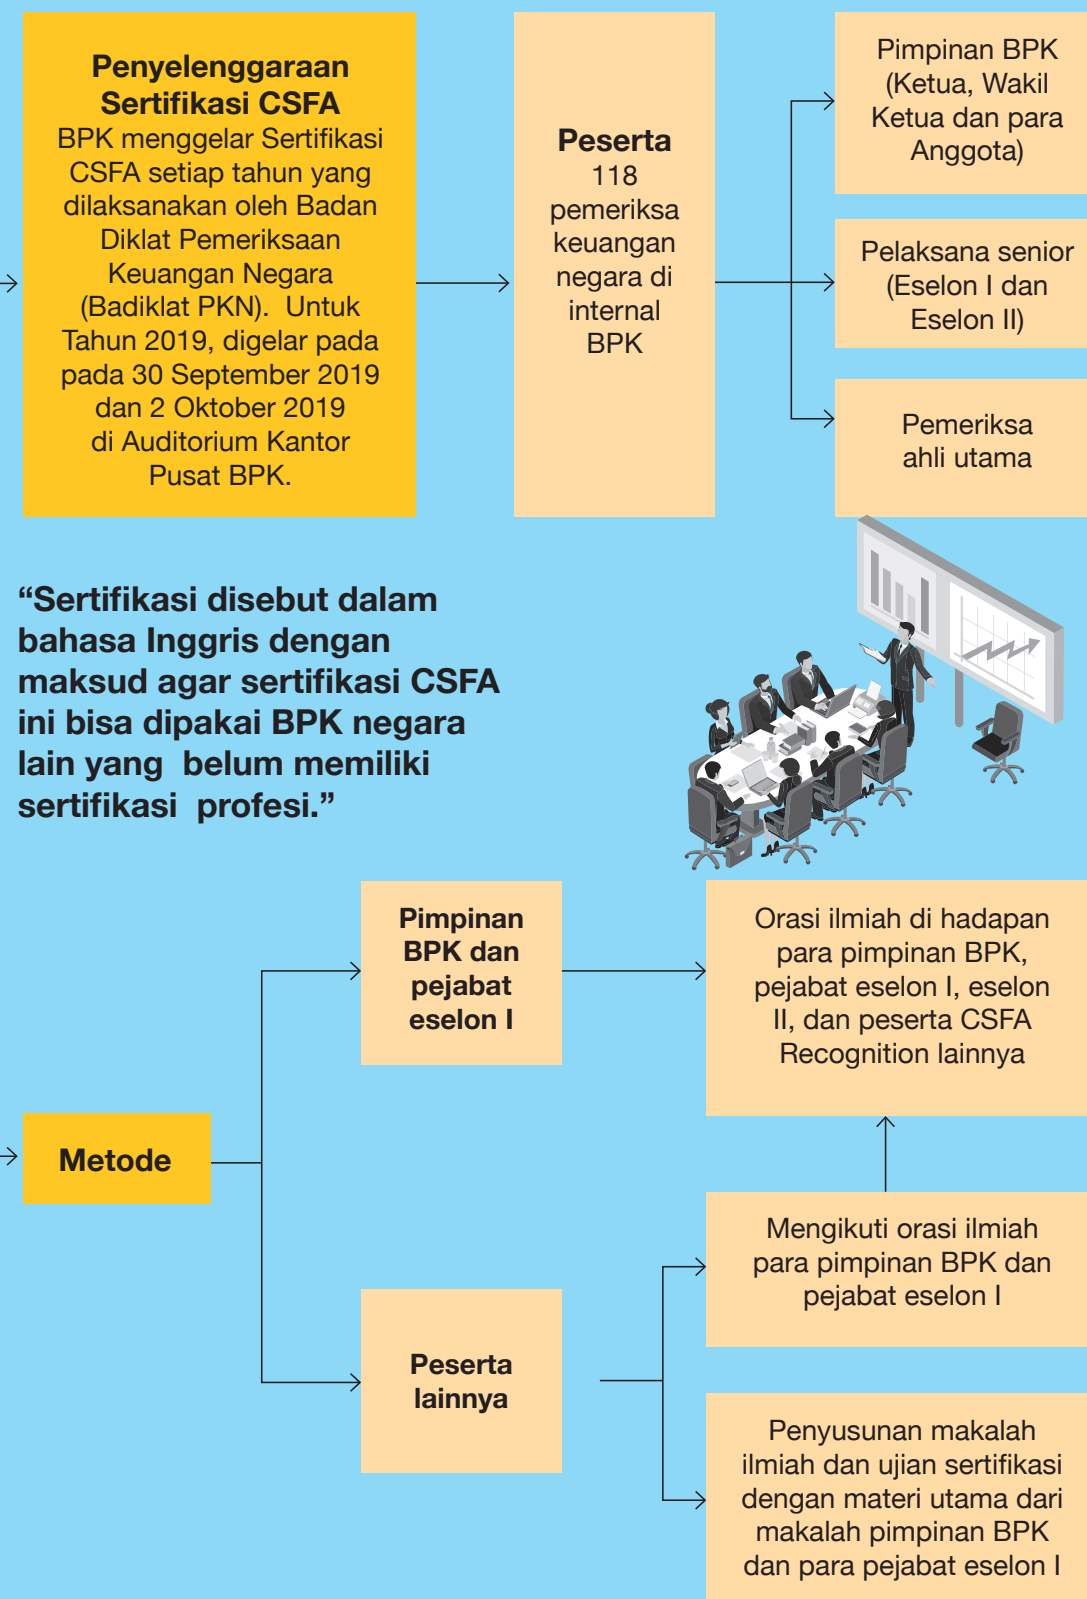 Penyelenggaraan
Sertifikasi CSFA
BPK menggelar Sertifikasi
CSFA setiap tahun yang
dilaksanakan oleh Badan
Diklat Pemeriksaan
Keuangan Negara
(Badiklat PKN).  Untuk
Tahun 2019, digelar pada
pada 30 September 2019
dan 2 Oktober 2019
di Auditorium Kantor
Pusat BPK.
Peserta
118
pemeriksa
keuangan
negara di
internal
BPK
Pimpinan BPK
(Ketua, Wakil
Ketua dan para
Anggota)
Pelaksana senior
(Eselon I dan
Eselon II)
Pemeriksa
ahli utama
“Sertifikasi disebut dalam
bahasa Inggris dengan
maksud agar sertifikasi CSFA
ini bisa dipakai BPK negara
lain yang  belum memiliki
sertifikasi  profesi.”
Metode
Pimpinan
BPK dan
pejabat
eselon I
Orasi ilmiah di hadapan
para pimpinan BPK,
pejabat eselon I, eselon
II, dan peserta CSFA
Recognition lainnya
Peserta
lainnya
Mengikuti orasi ilmiah
para pimpinan BPK dan
pejabat eselon I
Penyusunan makalah
ilmiah dan ujian sertifikasi
dengan materi utama dari
makalah pimpinan BPK
dan para pejabat eselon I